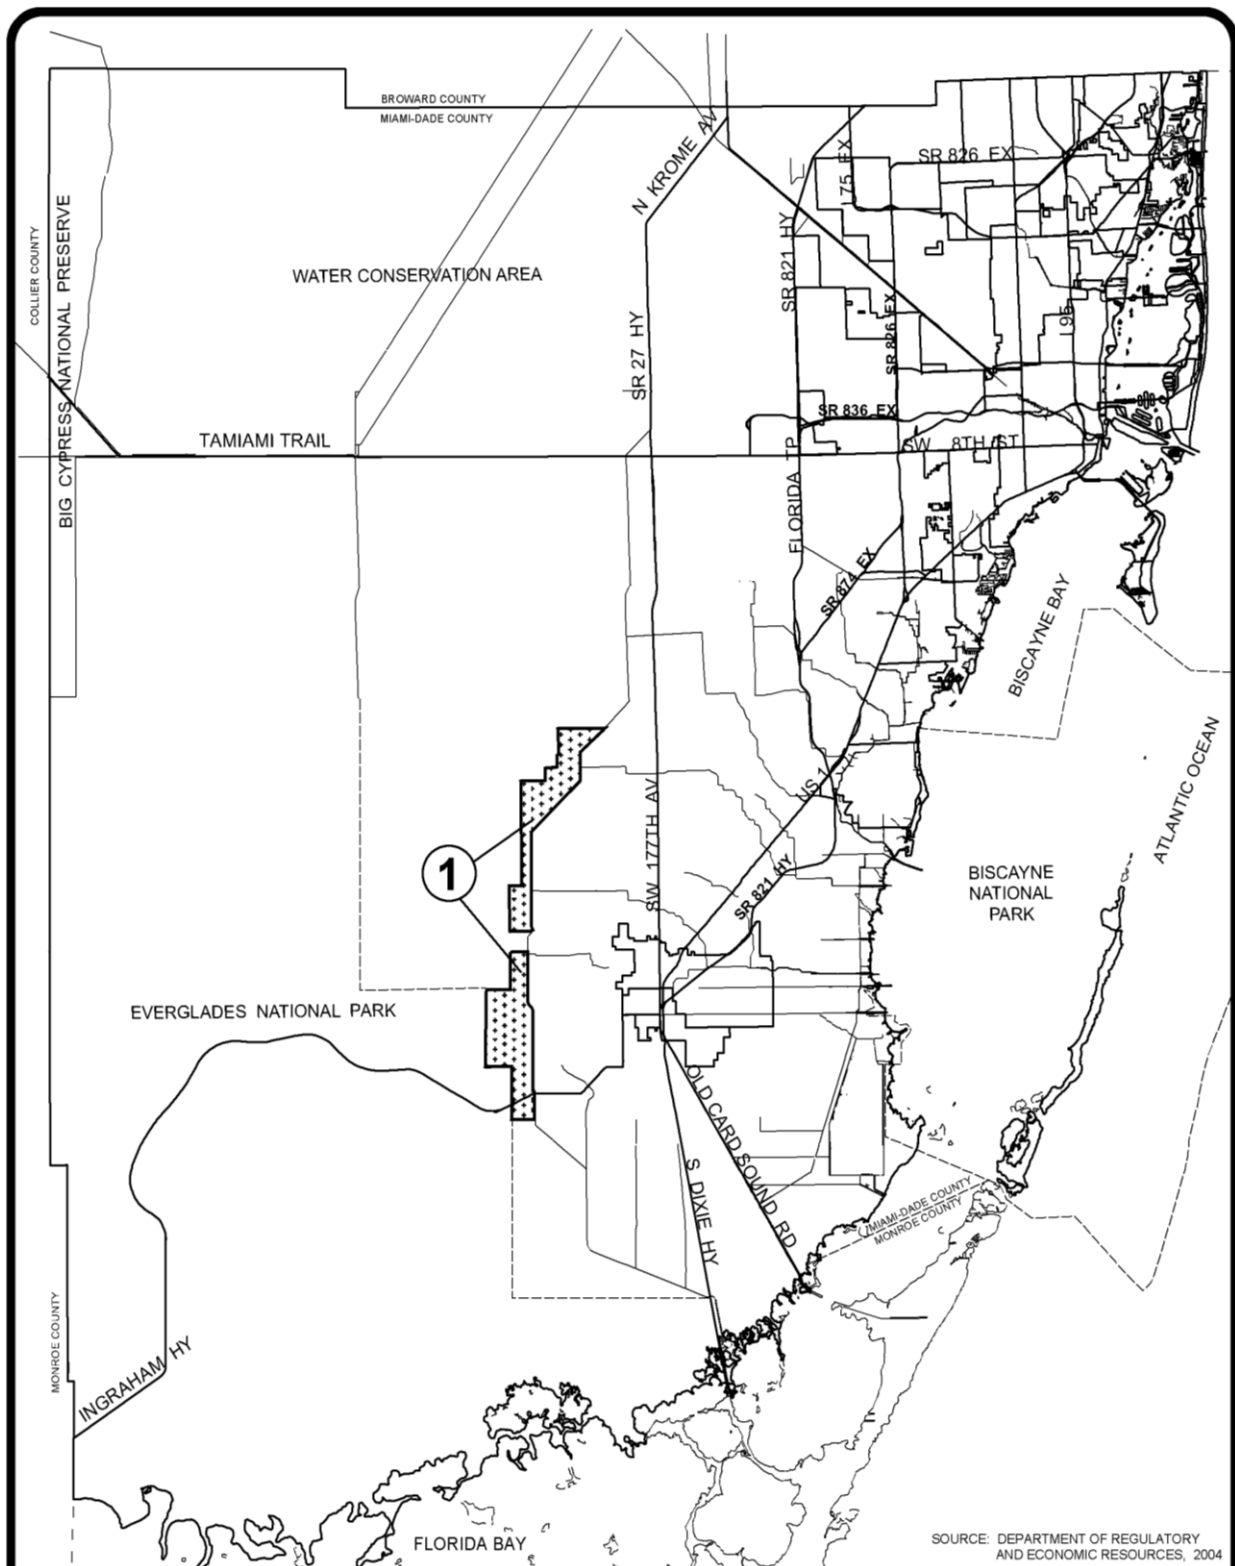 BROWARD COUNTY
MIAMI-DADE COUNTY
N KROME AV
I 75 EX
SR 826 EX
COLLIER COUNTY
BIG CYPRESS NATIONAL PRESERVE
WATER CONSERVATION AREA
SR 821 HY
SR 27 HY
SR 826 EX
I 95
SR 836 EX
TAMIAMI TRAIL
SW 8TH ST
FLORIDA TP
SR 874 EX
BISCAYNE BAY
ATLANTIC OCEAN
US 1
SW 177TH AV
1
SR 821 HY
BISCAYNE
NATIONAL
PARK
EVERGLADES NATIONAL PARK
OLD CARD SOUND RD
S DIXIE HY
MIAMI-DADE COUNTY
MONROE COUNTY
MONROE COUNTY
INGRAHAM HY
FLORIDA BAY
SOURCE: DEPARTMENT OF REGULATORY
AND ECONOMIC RESOURCES, 2004